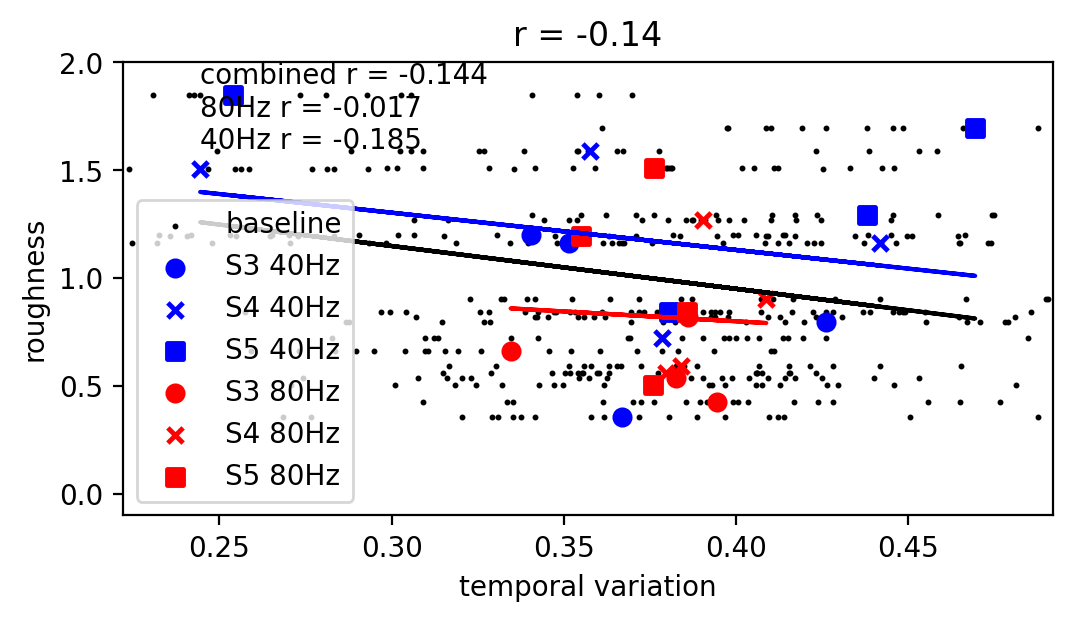 r = -0.14
combined r = -0.144
80Hz r = -0.017
40Hz r = -0.185
2.0
1.5
1.0
0.5
0.0
roughness
baseline
S3 40Hz
S4 40Hz
S5 40Hz
S3 80Hz
S4 80Hz
S5 80Hz
0.25 0.30 0.35 0.40 0.45
temporal variation